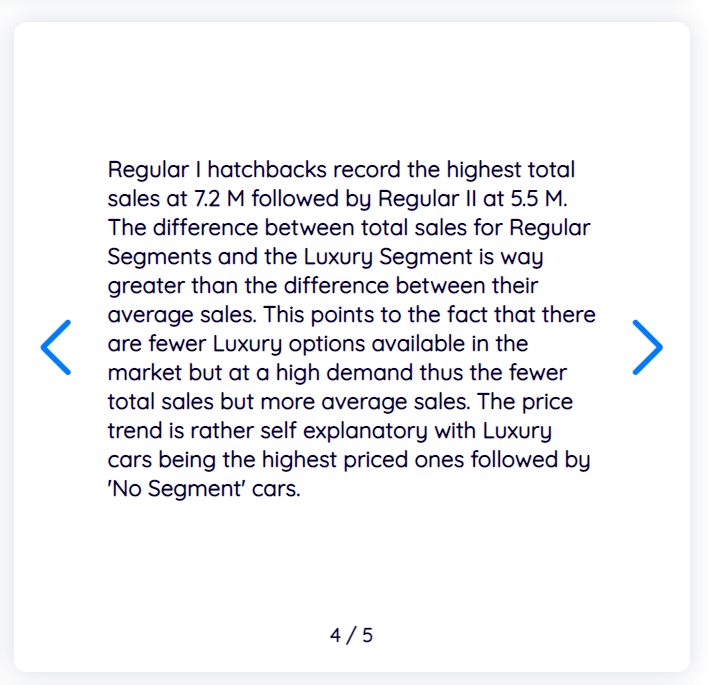 Regular I hatchbacks record the highest total
sales at 7.2 M followed by Regular II at 5.5 M.
The difference between total sales for Regular
Segments and the Luxury Segment is way
greater than the difference between their
average sales. This points to the fact that there
are fewer Luxury options available in the
market but at a high demand thus the fewer
total sales but more average sales. The price
trend is rather self explanatory with Luxury
cars being the highest priced ones followed by
'No Segment' cars.
4 / 5